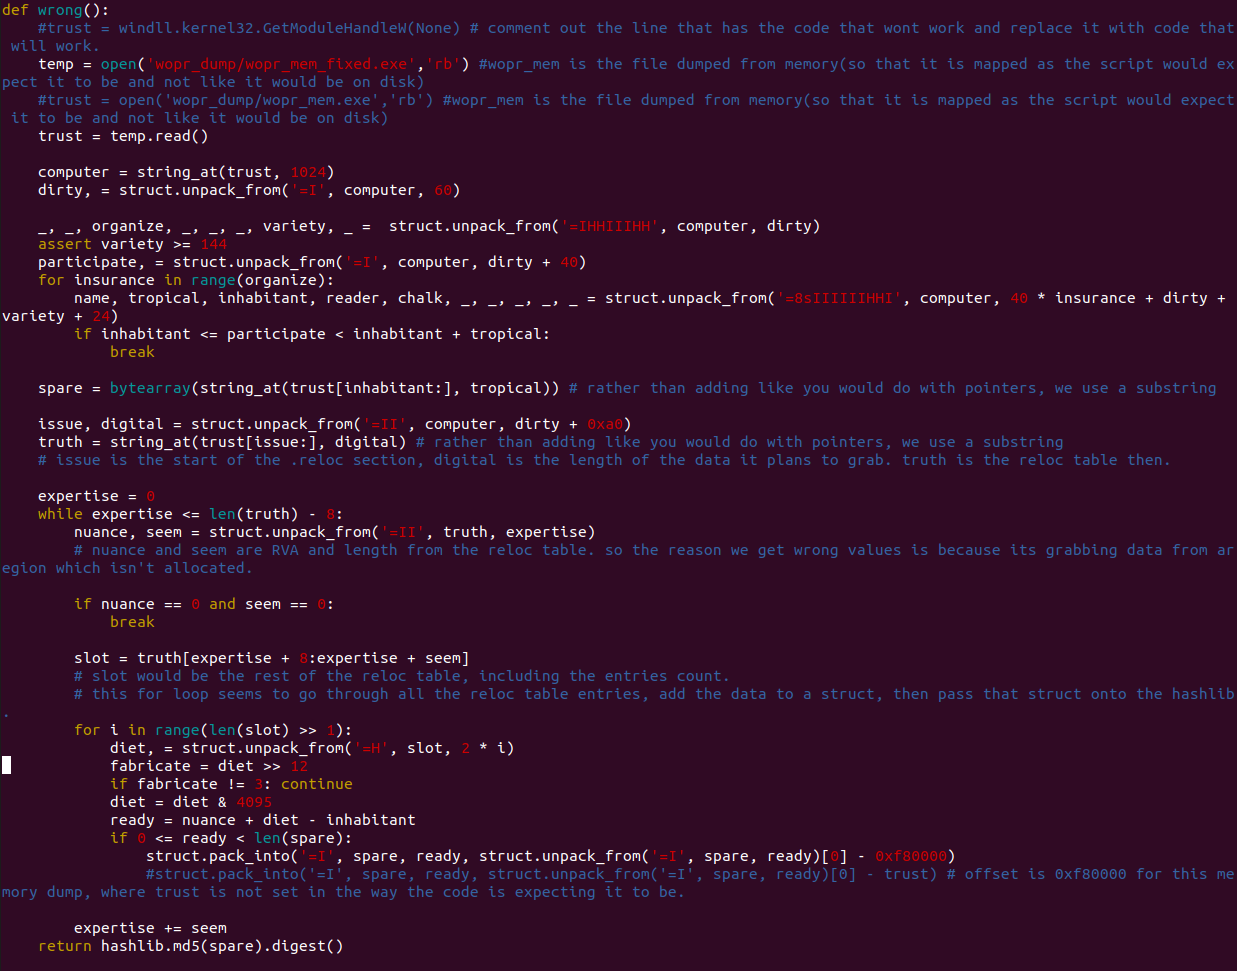 def wrong():
    #trust = windll.kernel32.GetModuleHandleW(None) # comment out the line that has the code that wont work and replace it with code that
 will work.
    temp = open('wopr_dump/wopr_mem_fixed.exe','rb') #wopr_mem is the file dumped from memory(so that it is mapped as the script would ex
pect it to be and not like it would be on disk)
    #trust = open('wopr_dump/wopr_mem.exe','rb') #wopr_mem is the file dumped from memory(so that it is mapped as the script would expect
 it to be and not like it would be on disk)
    trust = temp.read()

    computer = string_at(trust, 1024)
    dirty, = struct.unpack_from('=I', computer, 60)

    _, _, organize, _, _, _, variety, _ =  struct.unpack_from('=IHHIIIHH', computer, dirty)
    assert variety >= 144
    participate, = struct.unpack_from('=I', computer, dirty + 40)
    for insurance in range(organize):
        name, tropical, inhabitant, reader, chalk, _, _, _, _, _ = struct.unpack_from('=8sIIIIIIHHI', computer, 40 * insurance + dirty +
variety + 24)
        if inhabitant <= participate < inhabitant + tropical:
            break

    spare = bytearray(string_at(trust[inhabitant:], tropical)) # rather than adding like you would do with pointers, we use a substring

    issue, digital = struct.unpack_from('=II', computer, dirty + 0xa0)
    truth = string_at(trust[issue:], digital) # rather than adding like you would do with pointers, we use a substring
    # issue is the start of the .reloc section, digital is the length of the data it plans to grab. truth is the reloc table then.

    expertise = 0
    while expertise <= len(truth) - 8:
        nuance, seem = struct.unpack_from('=II', truth, expertise)
        # nuance and seem are RVA and length from the reloc table. so the reason we get wrong values is because its grabbing data from ar
egion which isn't allocated.

        if nuance == 0 and seem == 0:
            break

        slot = truth[expertise + 8:expertise + seem]
        # slot would be the rest of the reloc table, including the entries count.
        # this for loop seems to go through all the reloc table entries, add the data to a struct, then pass that struct onto the hashlib
.
        for i in range(len(slot) >> 1):
            diet, = struct.unpack_from('=H', slot, 2 * i)
            fabricate = diet >> 12
            if fabricate != 3: continue
            diet = diet & 4095
            ready = nuance + diet - inhabitant
            if 0 <= ready < len(spare):
                struct.pack_into('=I', spare, ready, struct.unpack_from('=I', spare, ready)[0] - 0xf80000)
                #struct.pack_into('=I', spare, ready, struct.unpack_from('=I', spare, ready)[0] - trust) # offset is 0xf80000 for this me
mory dump, where trust is not set in the way the code is expecting it to be.

        expertise += seem
    return hashlib.md5(spare).digest()